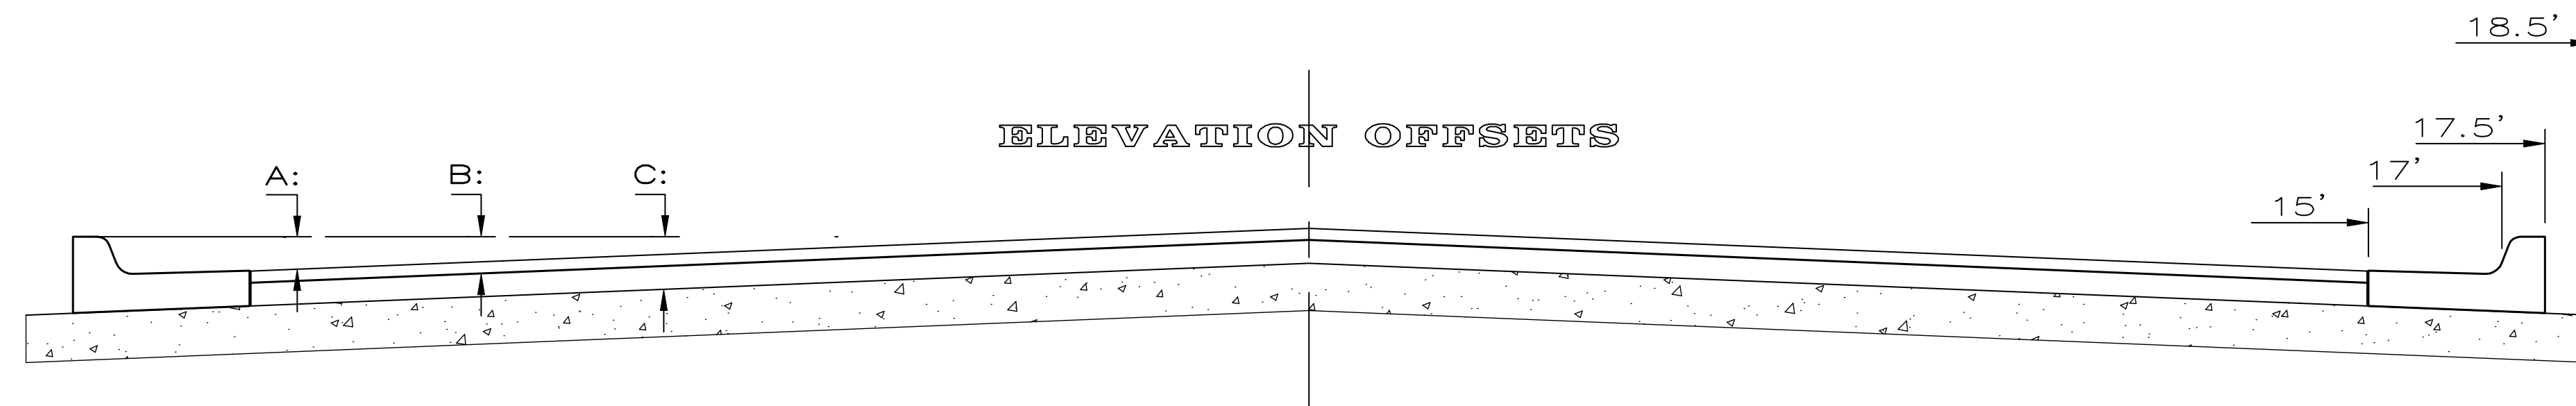 18.5'
ELEVATION OFFSETS
17.5'
17'
A:
B:
C:
15'